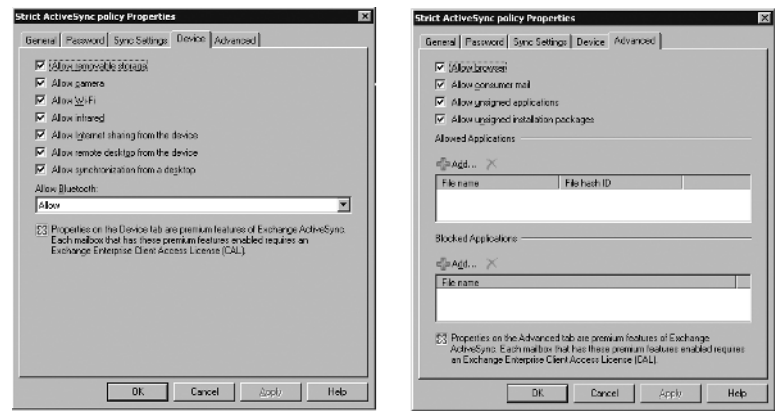 Strict ActiveSync policy Properties
General Password Sync Settings Device Advanced
Allow removable storage
Allow camera
Allow Wi-Fi
Allow infrared
Allow Internet sharing from the device
Allow remote desktop from the device
Allow synchronization from a desktop
Allow Bluetooth:
Allow
Properties on the Device tab are premium features of Exchange ActiveSync.
Each mailbox that has these premium features enabled requires an
Exchange Enterprise Client Access License (CAL).
OK Cancel Apply Help
Strict ActiveSync policy Properties
General Password Sync Settings Device Advanced
Allow browser
Allow consumer mail
Allow unsigned applications
Allow unsigned installation packages
Allowed Applications
Add...
File name File hash ID
Blocked Applications
Add...
File name
Properties on the Advanced tab are premium features of Exchange
ActiveSync. Each mailbox that has these premium features enabled requires
an Exchange Enterprise Client Access License (CAL).
OK Cancel Apply Help